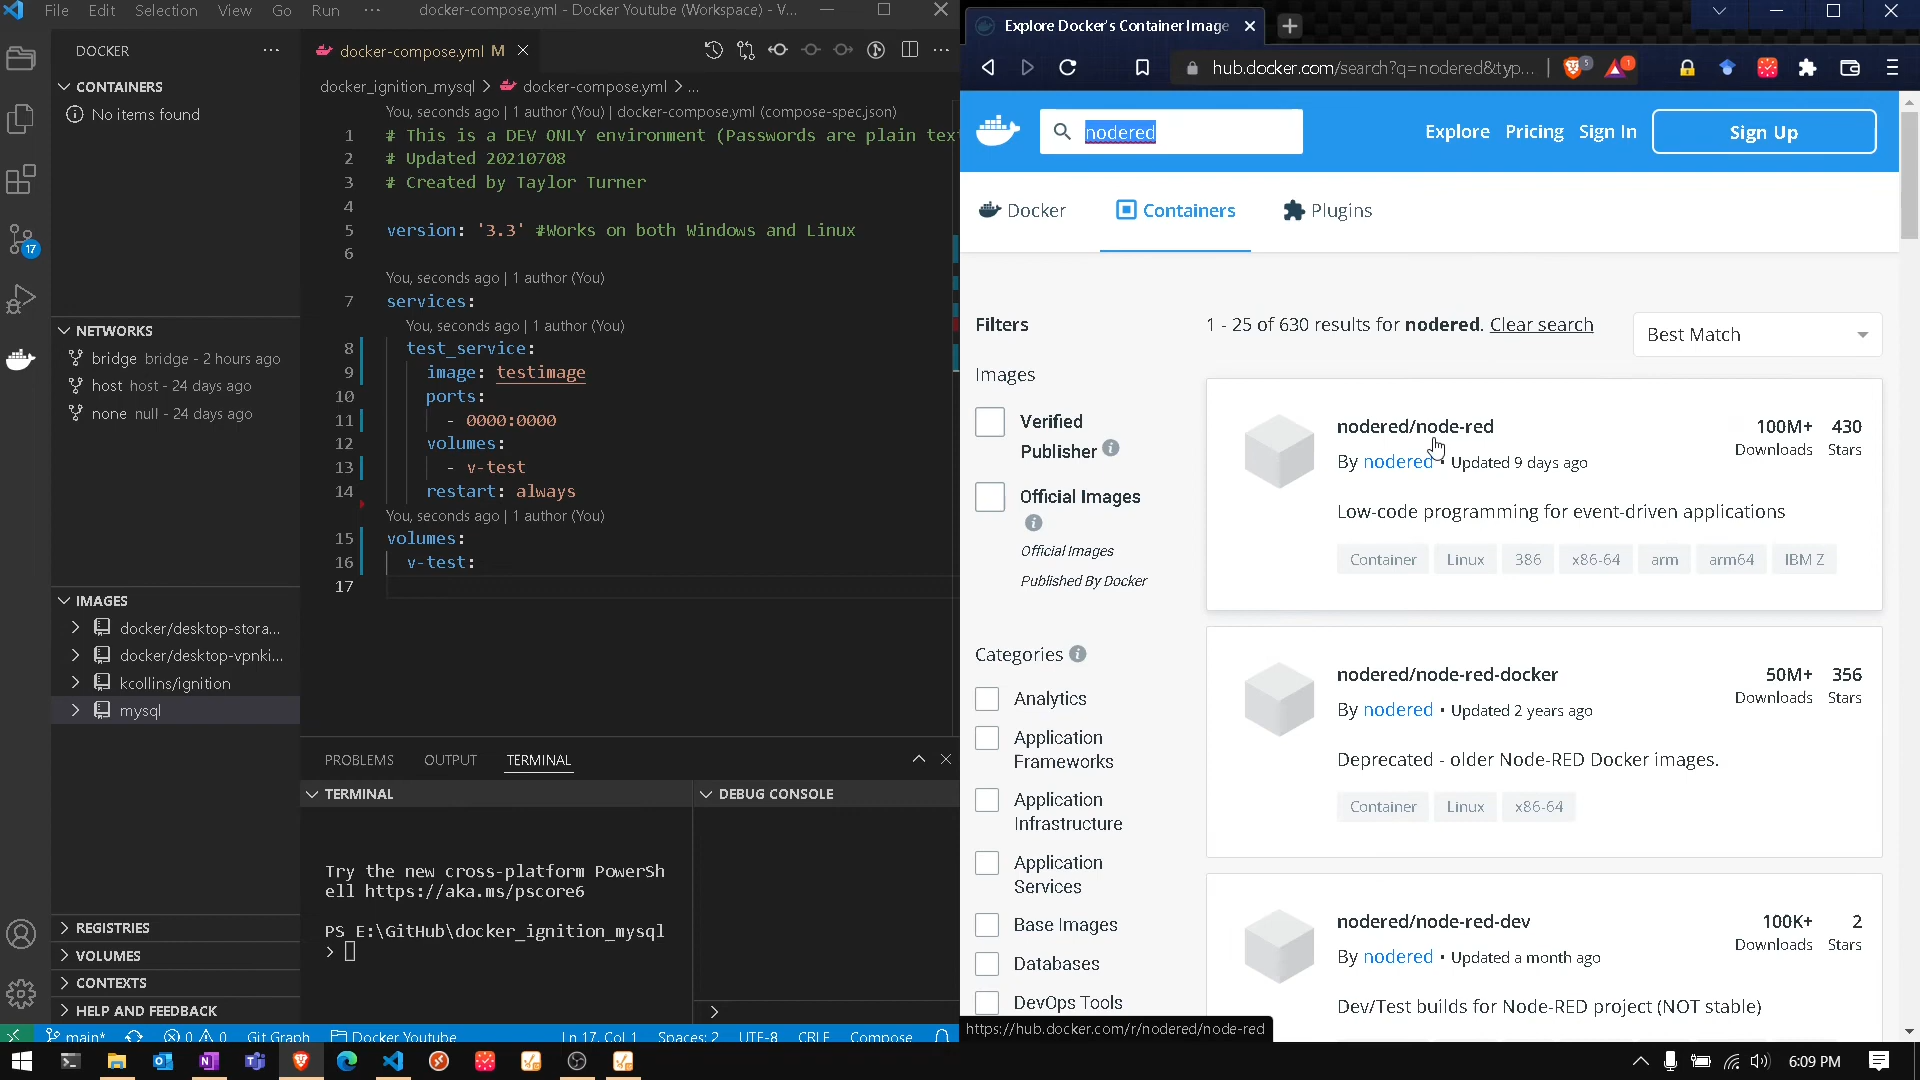 File Edit Selection View Go Run ··· docker-compose.yml - Docker Youtube (Workspace) - V...
DOCKER ···
CONTAINERS
No items found
NETWORKS
bridge bridge - 2 hours ago
host host - 24 days ago
none null - 24 days ago
IMAGES
docker/desktop-stora...
docker/desktop-vpnki...
kcollins/ignition
mysql
REGISTRIES
VOLUMES
CONTEXTS
HELP AND FEEDBACK
17
docker-compose.yml M
docker_ignition_mysql > docker-compose.yml > ...
You, seconds ago | 1 author (You) | docker-compose.yml (compose-spec.json)
1 # This is a DEV ONLY environment (Passwords are plain tex
2 # Updated 20210708
3 # Created by Taylor Turner
4
5 version: '3.3' #Works on both Windows and Linux
6
You, seconds ago | 1 author (You)
7 services:
You, seconds ago | 1 author (You)
8 test_service:
9 image: testimage
10 ports:
11 - 0000:0000
12 volumes:
13 - v-test
14 restart: always
You, seconds ago | 1 author (You)
15 volumes:
16 v-test:
17
PROBLEMS OUTPUT TERMINAL
TERMINAL
Try the new cross-platform PowerSh
ell https://aka.ms/pscore6
PS E:\GitHub\docker_ignition_mysql
>
DEBUG CONSOLE
>
main* 0 0 Git Graph Docker Youtube Ln 17, Col 1 Spaces: 2 UTF-8 CRLF Compose
Explore Docker's Container Image
hub.docker.com/search?q=nodered&typ... 5 1
nodered
Explore Pricing Sign In Sign Up
Docker Containers Plugins
Filters
Images
Verified
Publisher
Official Images
Official Images
Published By Docker
Categories
Analytics
Application
Frameworks
Application
Infrastructure
Application
Services
Base Images
Databases
DevOps Tools
1 - 25 of 630 results for nodered. Clear search
Best Match
nodered/node-red 100M+ 430
By nodered • Updated 9 days ago Downloads Stars
Low-code programming for event-driven applications
Container Linux 386 x86-64 arm arm64 IBM Z
nodered/node-red-docker 50M+ 356
By nodered • Updated 2 years ago Downloads Stars
Deprecated - older Node-RED Docker images.
Container Linux x86-64
nodered/node-red-dev 100K+ 2
By nodered • Updated a month ago Downloads Stars
Dev/Test builds for Node-RED project (NOT stable)
https://hub.docker.com/r/nodered/node-red
6:09 PM